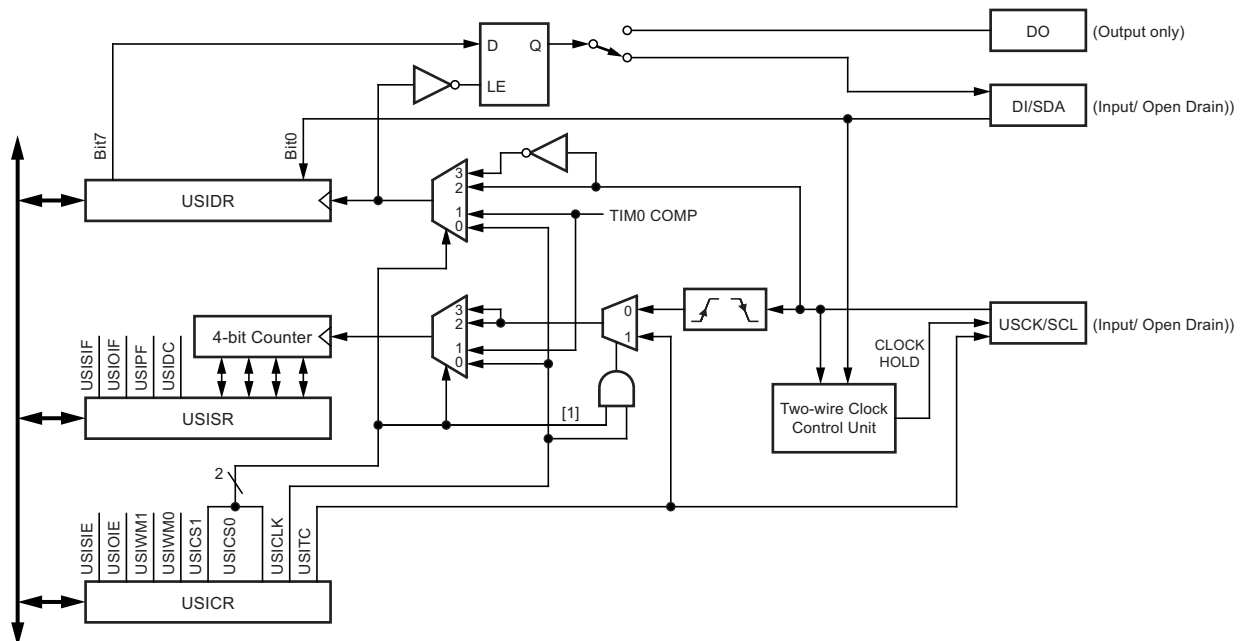 DO (Output only)
D Q
LE
DI/SDA (Input/ Open Drain))
Bit7
Bit0
USIDR
3
2
1
0
TIM0 COMP
4-bit Counter
3
2
1
0
0
1
USCK/SCL (Input/ Open Drain))
CLOCK
HOLD
USISIF
USIOIF
USIPF
USIDC
USISR
[1]
Two-wire Clock
Control Unit
2
USISIE
USIOIE
USIWM1
USIWM0
USICS1
USICS0
USICLK
USITC
USICR